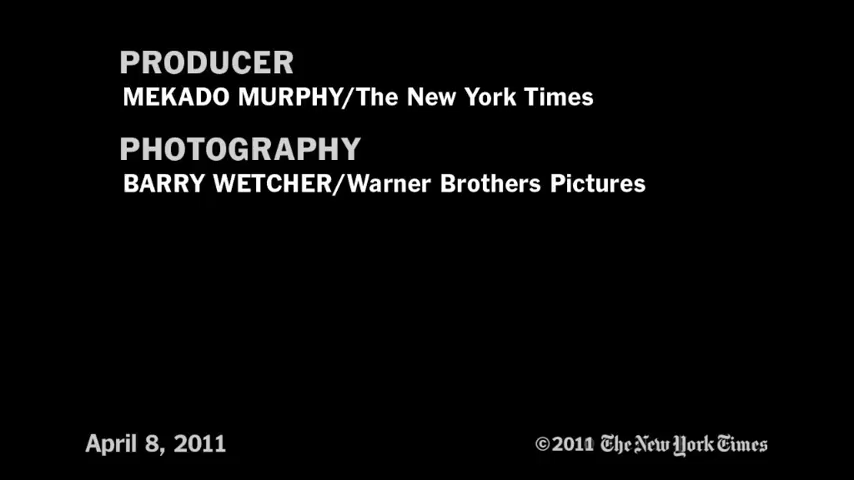 PRODUCER
MEKADO MURPHY/The New York Times
PHOTOGRAPHY
BARRY WETCHER/Warner Brothers Pictures
April 8, 2011
©2011 The New York Times